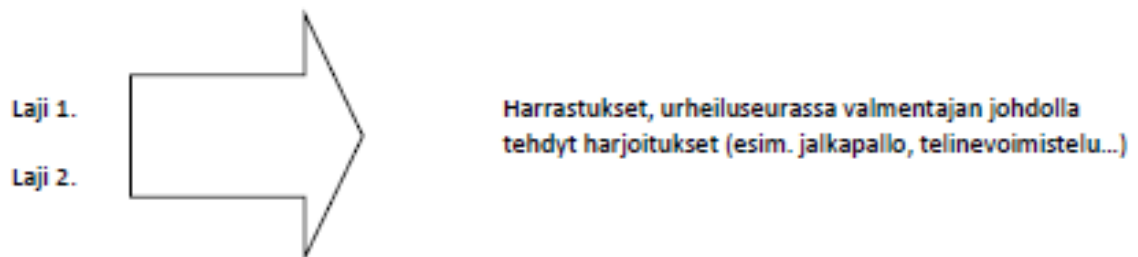 Laji 1.
Harrastukset, urheiluseurassa valmentajan johdolla
tehdyt harjoitukset (esim. jalkapallo, telinevoimistelu...)
Laji 2.